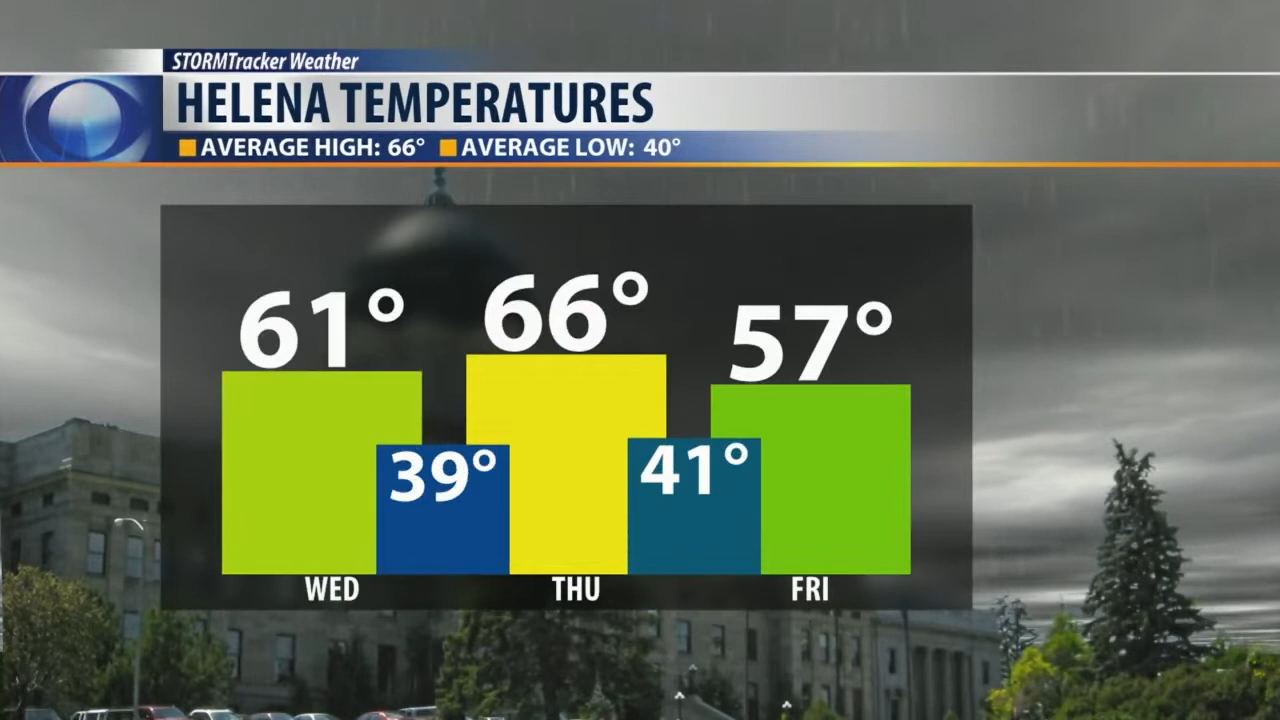 STORMTracker Weather
HELENA TEMPERATURES
AVERAGE HIGH: 66° AVERAGE LOW: 40°
61° 66° 57°
39° 41°
WED THU FRI